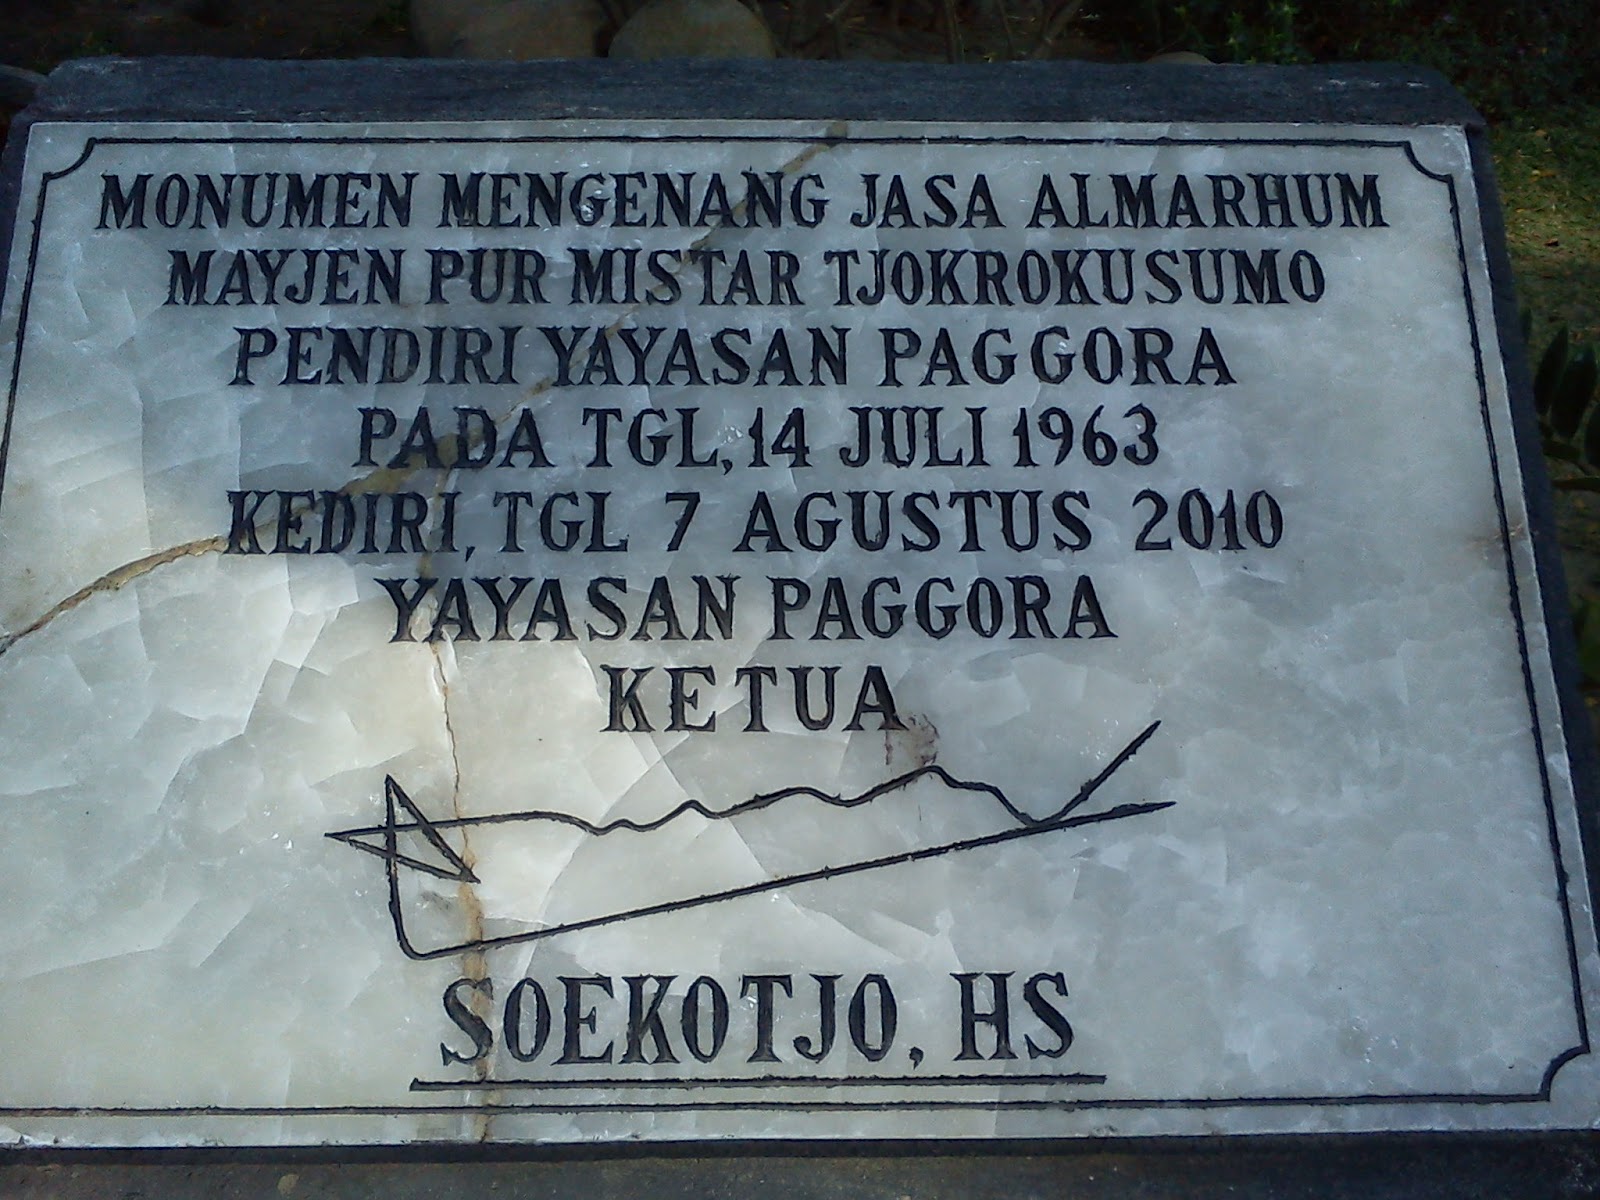 MONUMEN MENGENANG JASA ALMARHUM
MAYJEN PUR MISTAR TJOKROKUSUMO
PENDIRI YAYASAN PAGGORA
PADA TGL, 14 JULI 1963
KEDIRI, TGL 7 AGUSTUS 2010
YAYASAN PAGGORA
KETUA
SOEKOTJO, HS